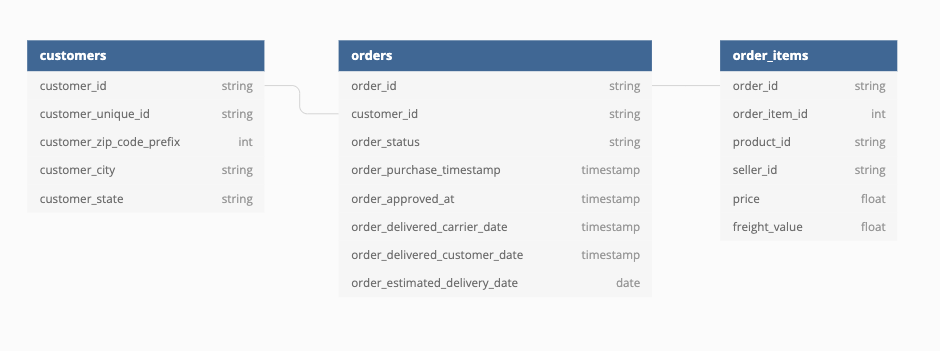 customers
customer_id string
customer_unique_id string
customer_zip_code_prefix int
customer_city string
customer_state string
orders
order_id string
customer_id string
order_status string
order_purchase_timestamp timestamp
order_approved_at timestamp
order_delivered_carrier_date timestamp
order_delivered_customer_date timestamp
order_estimated_delivery_date date
order_items
order_id string
order_item_id int
product_id string
seller_id string
price float
freight_value float